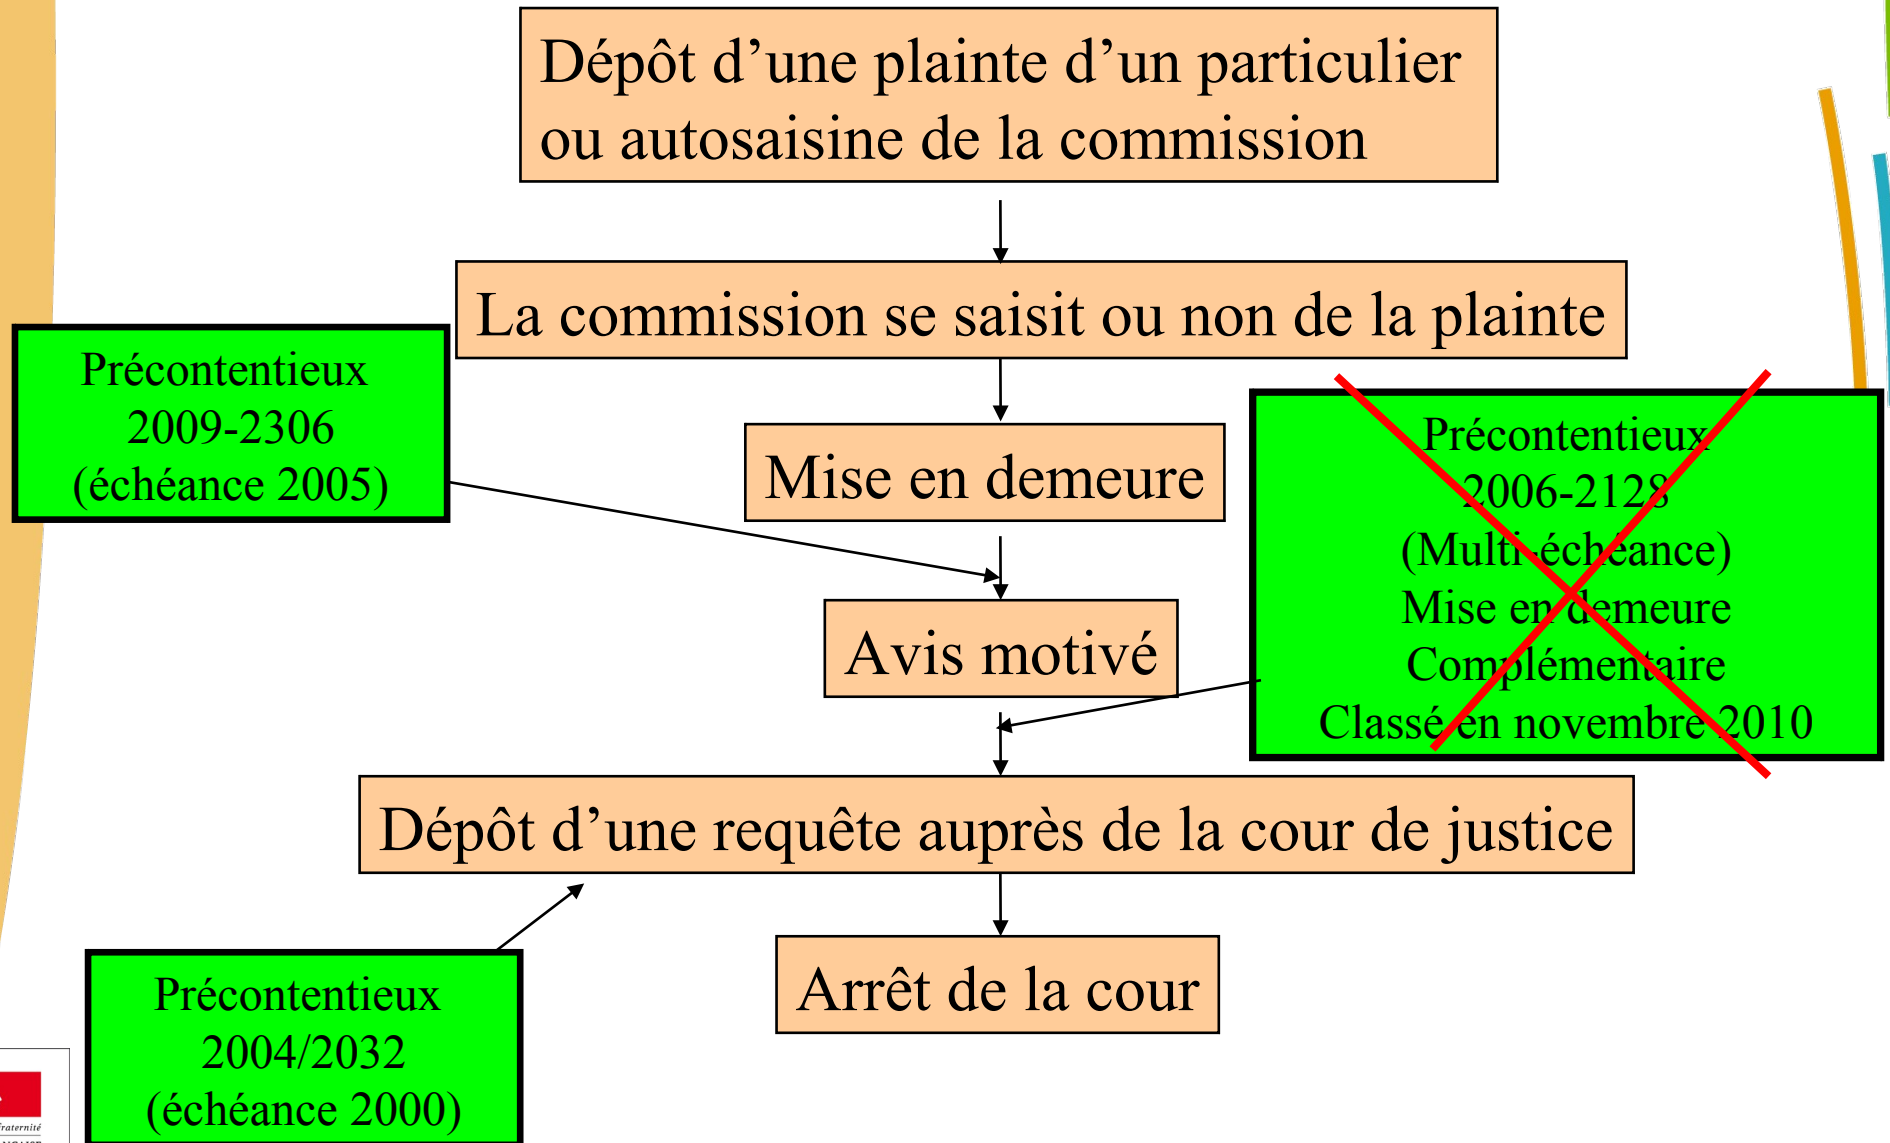 Dépôt d’une plainte d’un particulier
ou autosaisine de la commission
La commission se saisit ou non de la plainte
Précontentieux
2009-2306
(échéance 2005)
Mise en demeure
Précontentieux
2006-2128
(Multi-échéance)
Mise en demeure
Complémentaire
Classé en novembre 2010
Avis motivé
Dépôt d’une requête auprès de la cour de justice
Arrêt de la cour
Précontentieux
2004/2032
(échéance 2000)